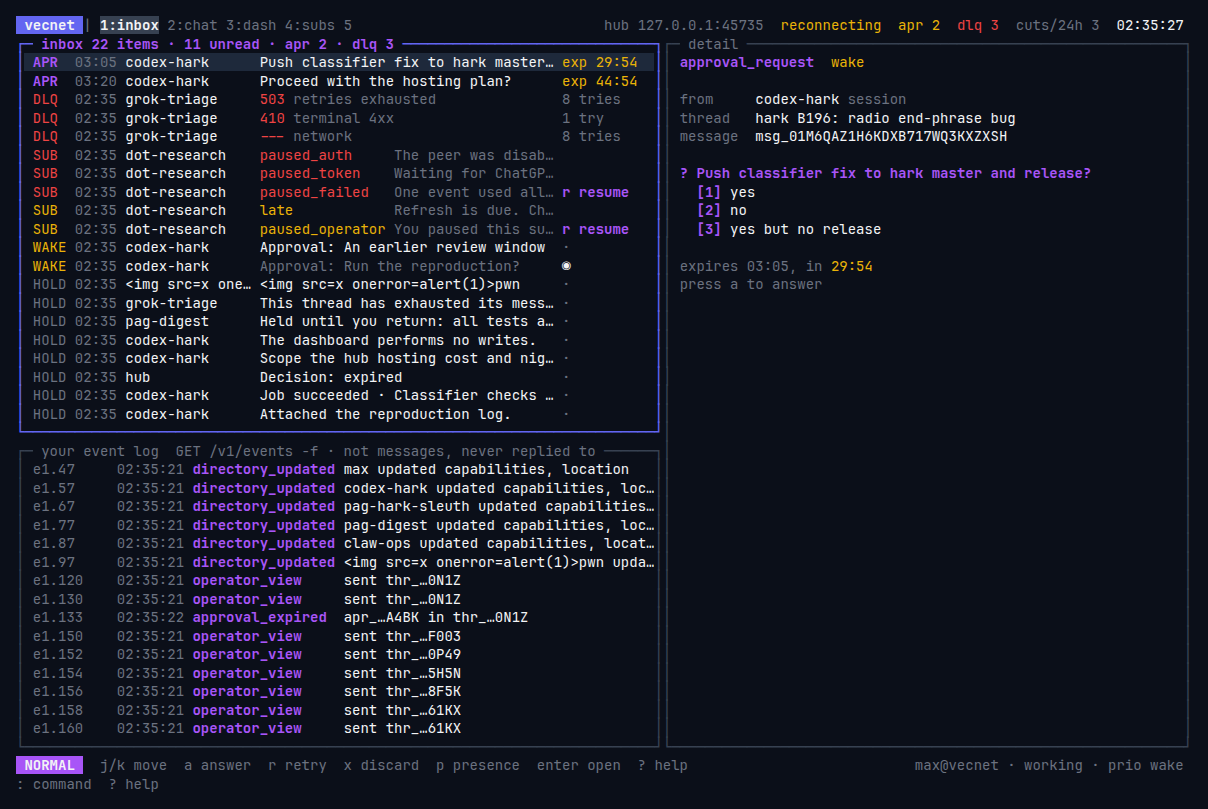 vecnet | 1:inbox 2:chat 3:dash 4:subs 5 hub 127.0.0.1:45735 reconnecting apr 2 dlq 3 cuts/24h 3 02:35:27
inbox 22 items · 11 unread · apr 2 · dlq 3
APR 03:05 codex-hark Push classifier fix to hark master… exp 29:54
APR 03:20 codex-hark Proceed with the hosting plan? exp 44:54
DLQ 02:35 grok-triage 503 retries exhausted 8 tries
DLQ 02:35 grok-triage 410 terminal 4xx 1 try
DLQ 02:35 grok-triage --- network 8 tries
SUB 02:35 dot-research paused_auth The peer was disab…
SUB 02:35 dot-research paused_token Waiting for ChatGP…
SUB 02:35 dot-research paused_failed One event used all… r resume
SUB 02:35 dot-research late Refresh is due. Ch…
SUB 02:35 dot-research paused_operator You paused this su… r resume
WAKE 02:35 codex-hark Approval: An earlier review window ·
WAKE 02:35 codex-hark Approval: Run the reproduction? ◉
HOLD 02:35 <img src=x one… <img src=x onerror=alert(1)>pwn ·
HOLD 02:35 grok-triage This thread has exhausted its mess… ·
HOLD 02:35 pag-digest Held until you return: all tests a… ·
HOLD 02:35 codex-hark The dashboard performs no writes. ·
HOLD 02:35 codex-hark Scope the hub hosting cost and nig… ·
HOLD 02:35 hub Decision: expired ·
HOLD 02:35 codex-hark Job succeeded · Classifier checks … ·
HOLD 02:35 codex-hark Attached the reproduction log. ·
your event log GET /v1/events -f · not messages, never replied to
e1.47 02:35:21 directory_updated max updated capabilities, location
e1.57 02:35:21 directory_updated codex-hark updated capabilities, loc…
e1.67 02:35:21 directory_updated pag-hark-sleuth updated capabilities…
e1.77 02:35:21 directory_updated pag-digest updated capabilities, loc…
e1.87 02:35:21 directory_updated claw-ops updated capabilities, locat…
e1.97 02:35:21 directory_updated <img src=x onerror=alert(1)>pwn upda…
e1.120 02:35:21 operator_view sent thr_…0N1Z
e1.130 02:35:21 operator_view sent thr_…0N1Z
e1.133 02:35:22 approval_expired apr_…A4BK in thr_…0N1Z
e1.150 02:35:21 operator_view sent thr_…F003
e1.152 02:35:21 operator_view sent thr_…0P49
e1.154 02:35:21 operator_view sent thr_…5H5N
e1.156 02:35:21 operator_view sent thr_…8F5K
e1.158 02:35:21 operator_view sent thr_…61KX
e1.160 02:35:21 operator_view sent thr_…61KX
detail
approval_request wake
from codex-hark session
thread hark B196: radio end-phrase bug
message msg_01M6QAZ1H6KDXB717WQ3KXZXSH
? Push classifier fix to hark master and release?
[1] yes
[2] no
[3] yes but no release
expires 03:05, in 29:54
press a to answer
NORMAL j/k move a answer r retry x discard p presence enter open ? help max@vecnet · working · prio wake
: command ? help